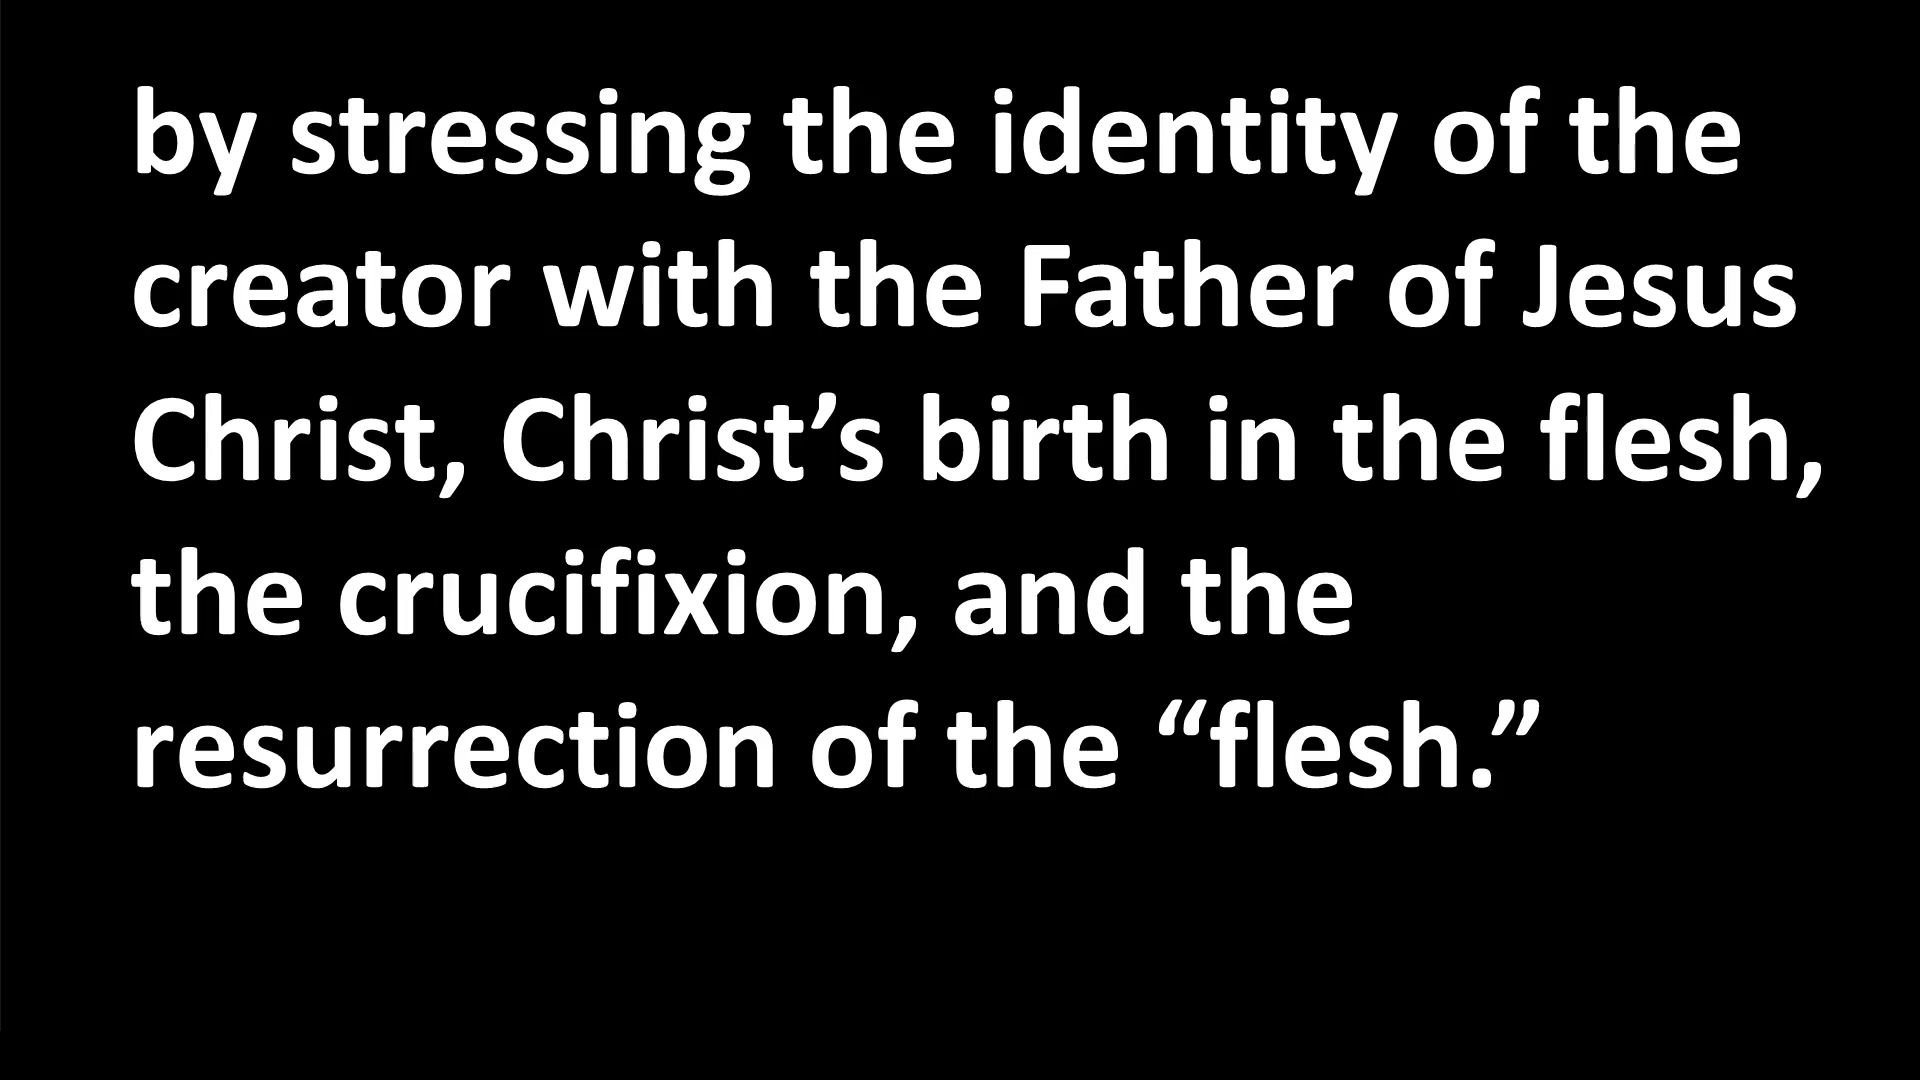 by stressing the identity of the
creator with the Father of Jesus
Christ, Christ’s birth in the flesh,
the crucifixion, and the
resurrection of the “flesh.”